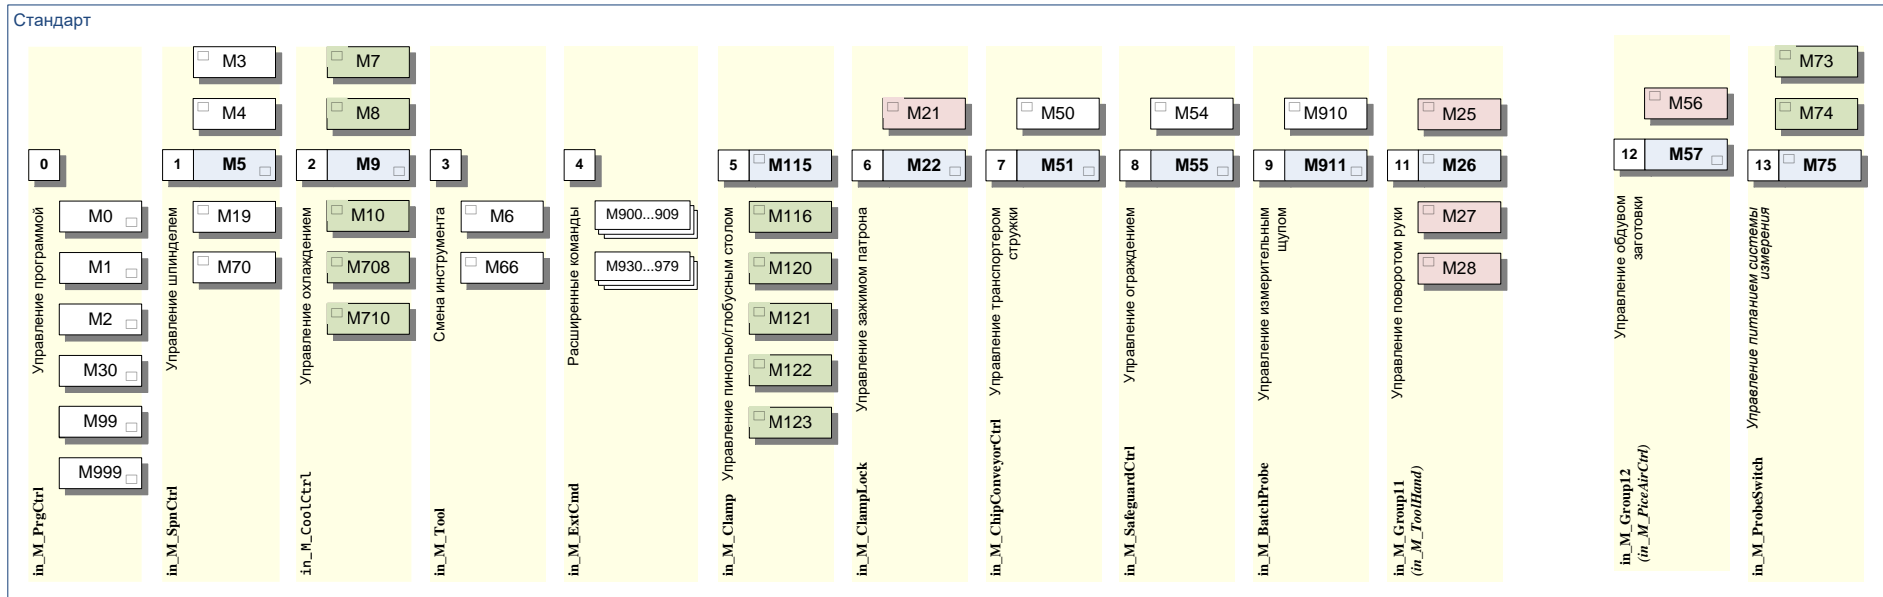 Стандарт
0
Управление программой
M0
M1
M2
M30
M99
M999
in_M_PrgCtrl
M3
M4
1
M5
Управление шпинделем
M19
M70
in_M_SpnCtrl
M7
M8
2
M9
Управление охлаждением
M10
M708
M710
in_M_CoolCtrl
3
Смена инструмента
M6
M66
in_M_Tool
4
Расширенные команды
M900...909
M930...979
in_M_ExtCmd
5
M115
Управление пинолью/глобусным столом
M116
M120
M121
M122
M123
in_M_Clamp
M21
6
M22
Управление зажимом патрона
in_M_ClampLock
M50
7
M51
Управление транспортером
стружки
in_M_ChipConveyorCtrl
M54
8
M55
Управление ограждением
in_M_SafeguardCtrl
M910
9
M911
Управление измерительным
щупом
in_M_BatchProbe
M25
11
M26
Управление поворотом руки
M27
M28
in_M_Group11
(in_M_ToolHand)
M56
12
M57
Управление обдувом
заготовки
in_M_Group12
(in_M_PiceAirCtrl)
M73
M74
13
M75
Управление питанием системы
измерения
in_M_ProbeSwitch